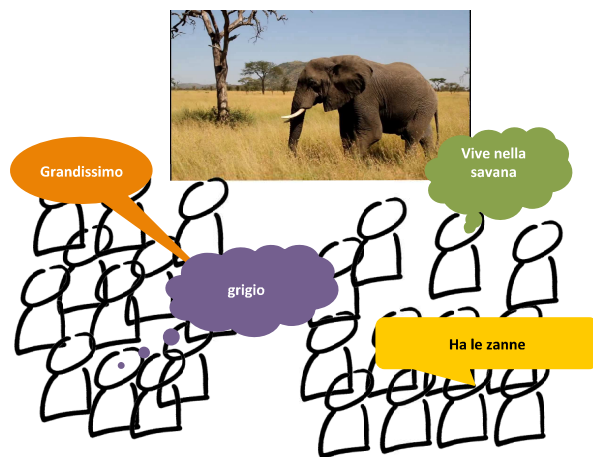 Grandissimo
Vive nella
savana
grigio
Ha le zanne